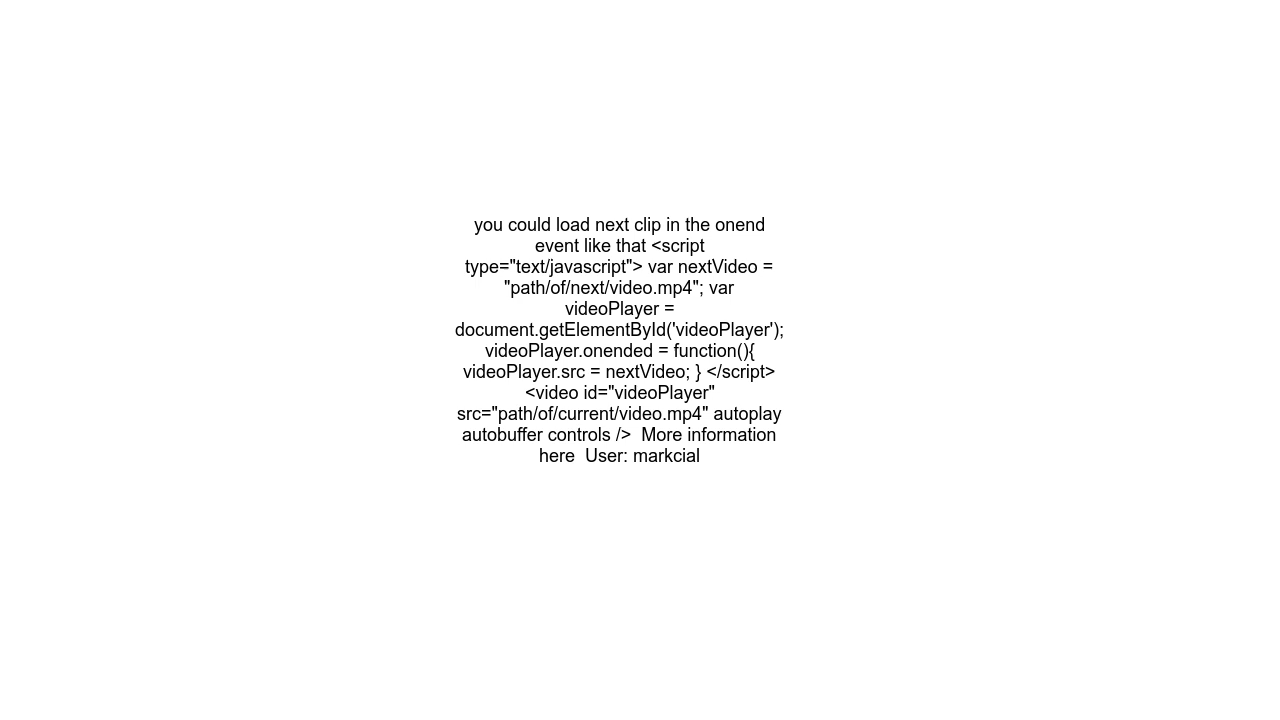 you could load next clip in the onend
event like that <script
type="text/javascript"> var nextVideo =
"path/of/next/video.mp4"; var
videoPlayer =
document.getElementById('videoPlayer');
videoPlayer.onended = function(){
videoPlayer.src = nextVideo; } </script>
<video id="videoPlayer"
src="path/of/current/video.mp4" autoplay
autobuffer controls />  More information
here  User: markcial